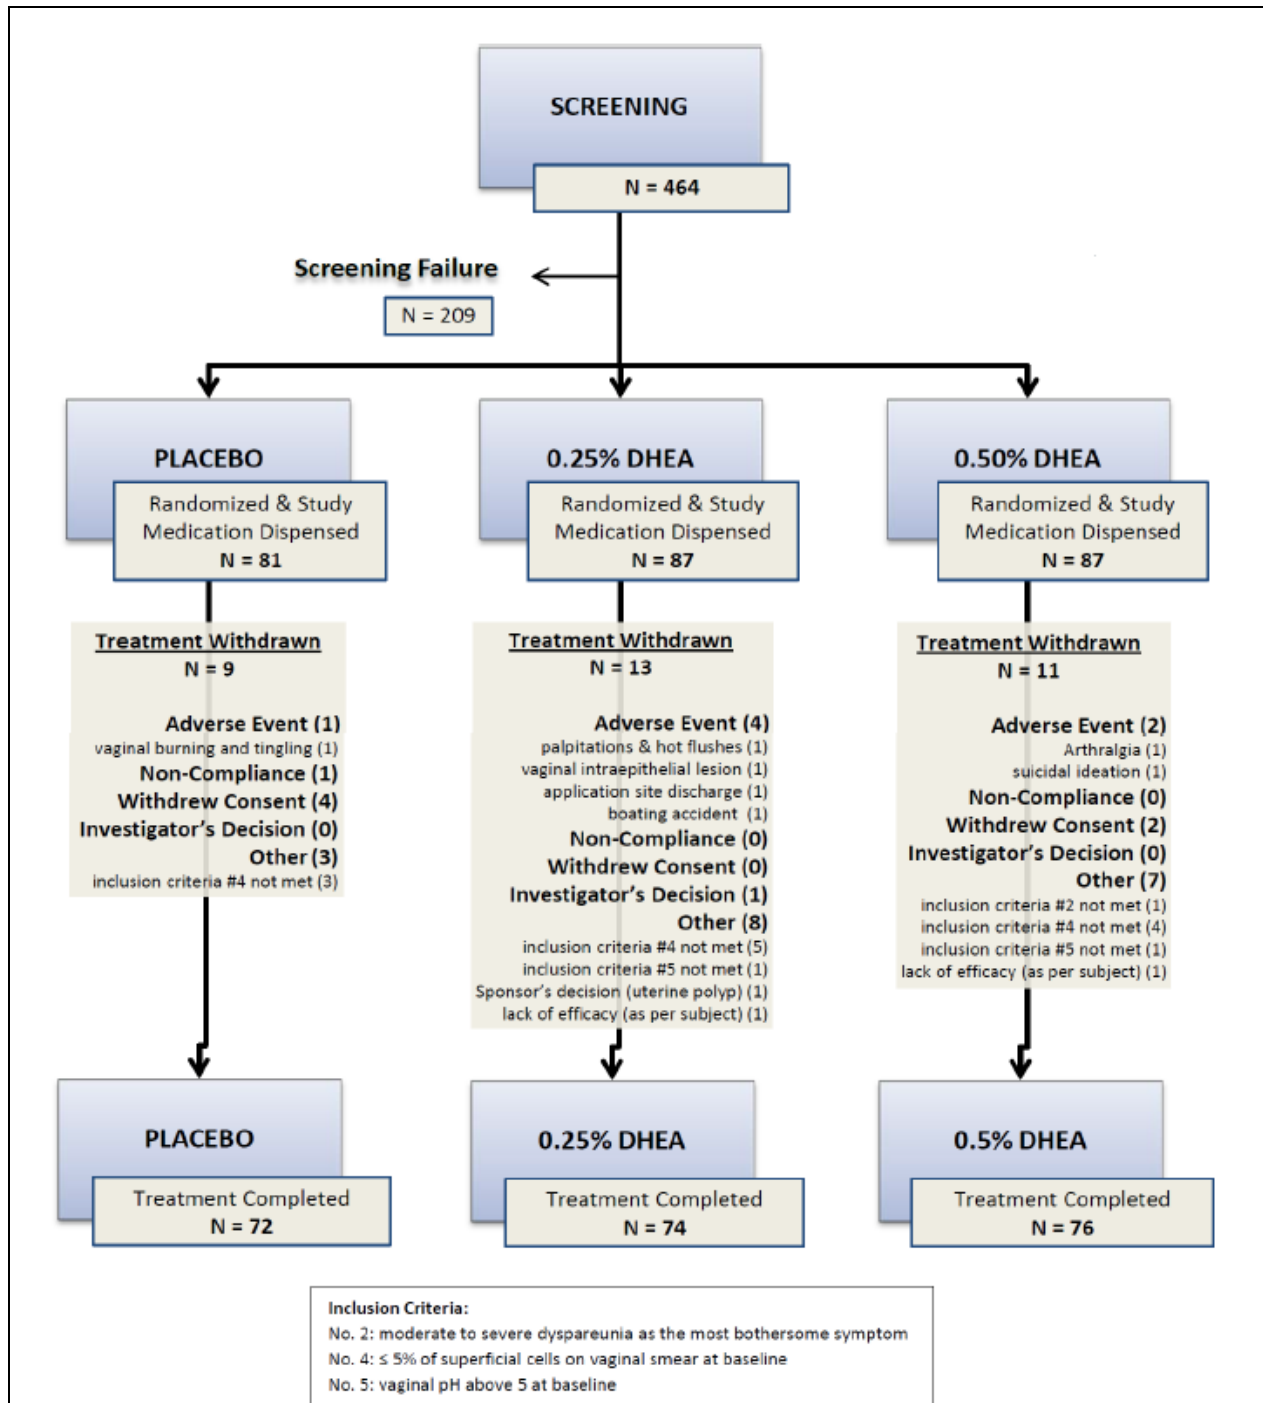 SCREENING
N = 464
Screening Failure
N = 209
PLACEBO
Randomized & Study
Medication Dispensed
N = 81
0.25% DHEA
Randomized & Study
Medication Dispensed
N = 87
0.50% DHEA
Randomized & Study
Medication Dispensed
N = 87
Treatment Withdrawn
N = 9
Adverse Event (1)
vaginal burning and tingling (1)
Non-Compliance (1)
Withdrew Consent (4)
Investigator's Decision (0)
Other (3)
inclusion criteria #4 not met (3)
Treatment Withdrawn
N = 13
Adverse Event (4)
palpitations & hot flushes (1)
vaginal intraepithelial lesion (1)
application site discharge (1)
boating accident (1)
Non-Compliance (0)
Withdrew Consent (0)
Investigator's Decision (1)
Other (8)
inclusion criteria #4 not met (5)
inclusion criteria #5 not met (1)
Sponsor's decision (uterine polyp) (1)
lack of efficacy (as per subject) (1)
Treatment Withdrawn
N = 11
Adverse Event (2)
Arthralgia (1)
suicidal ideation (1)
Non-Compliance (0)
Withdrew Consent (2)
Investigator's Decision (0)
Other (7)
inclusion criteria #2 not met (1)
inclusion criteria #4 not met (4)
inclusion criteria #5 not met (1)
lack of efficacy (as per subject) (1)
PLACEBO
Treatment Completed
N = 72
0.25% DHEA
Treatment Completed
N = 74
0.5% DHEA
Treatment Completed
N = 76
Inclusion Criteria:
No. 2: moderate to severe dyspareunia as the most bothersome symptom
No. 4: ≤ 5% of superficial cells on vaginal smear at baseline
No. 5: vaginal pH above 5 at baseline